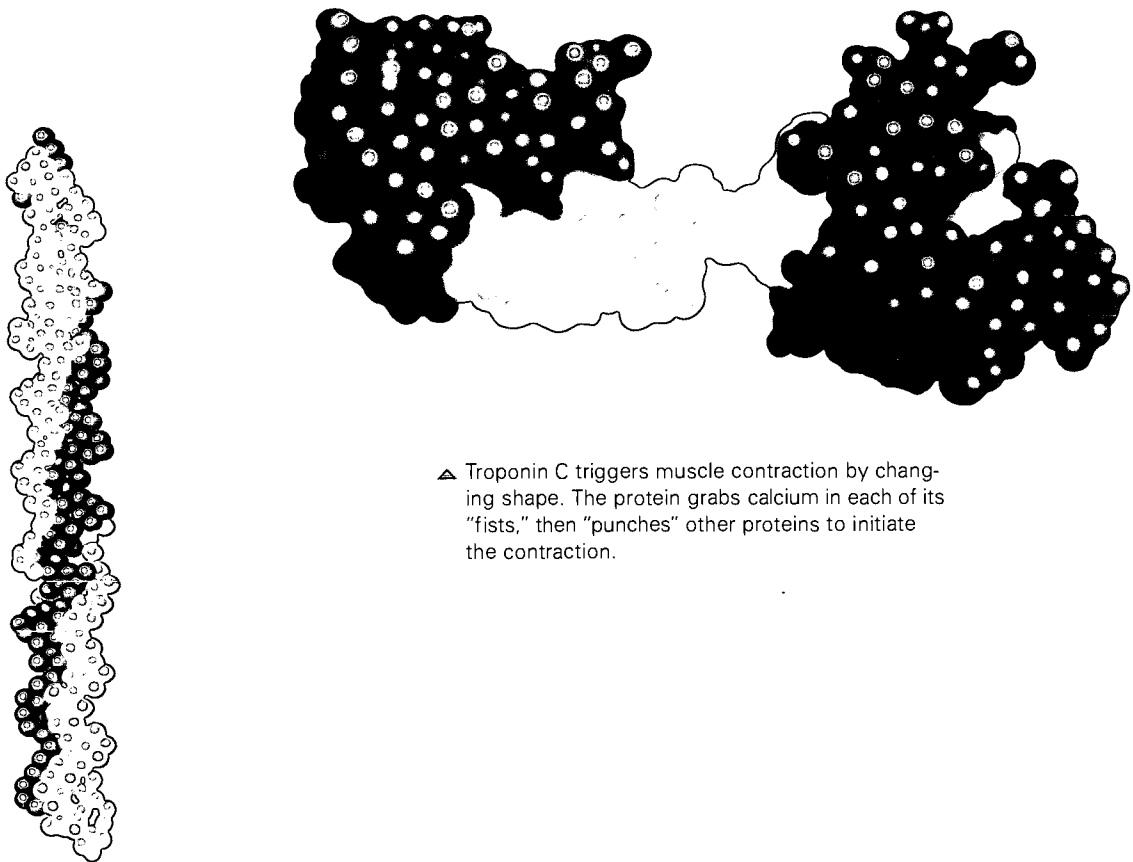 Troponin C triggers muscle contraction by chang-
ing shape. The protein grabs calcium in each of its
"fists," then "punches" other proteins to initiate
the contraction.